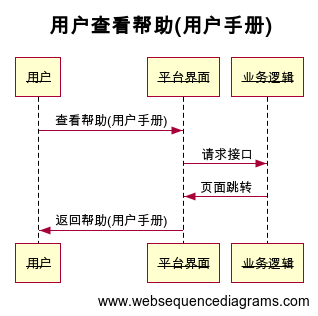 用户查看帮助(用户手册)
用户 平台界面 业务逻辑
查看帮助(用户手册)
请求接口
页面跳转
返回帮助(用户手册)
用户 平台界面 业务逻辑
www.websequencediagrams.com